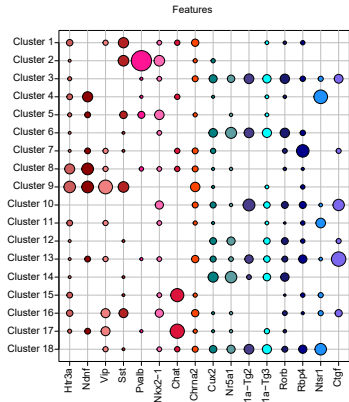 Features
Cluster 1
Cluster 2
Cluster 3
Cluster 4
Cluster 5
Cluster 6
Cluster 7
Cluster 8
Cluster 9
Cluster 10
Cluster 11
Cluster 12
Cluster 13
Cluster 14
Cluster 15
Cluster 16
Cluster 17
Cluster 18
Htr3a
Ndnf
Vip
Sst
Pvalb
Nkx2-1
Chat
Chrna2
Cux2
Nr5a1
1a-Tg2
1a-Tg3
Rorb
Rbp4
Ntsr1
Ctgf